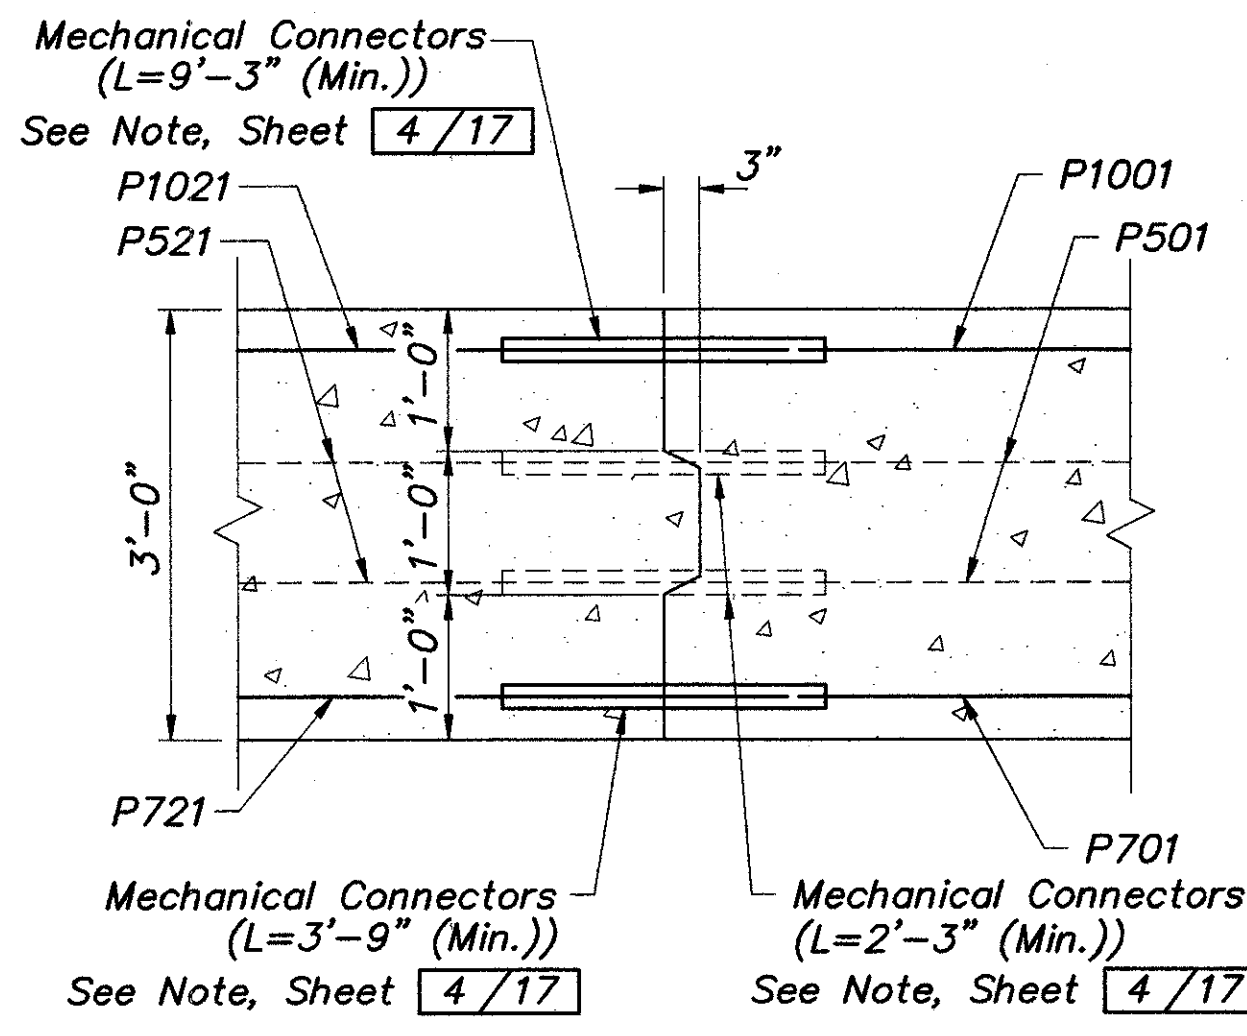 Mechanical Connectors
(L=9'-3" (Min.))
See Note, Sheet 4/17
3"
P1021
P1001
P521
P501
1'-0"
3'-0"
1'-0"
1'-0"
P721
P701
Mechanical Connectors
(L=3'-9" (Min.))
See Note, Sheet 4/17
Mechanical Connectors
(L=2'-3" (Min.))
See Note, Sheet 4/17